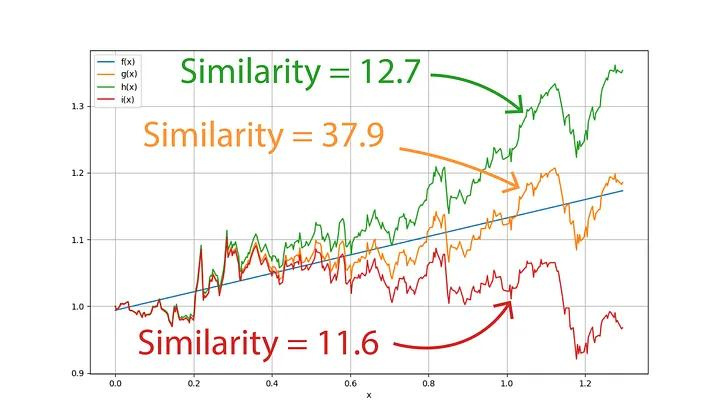 f(x)
g(x)
h(x)
i(x)
Similarity = 12.7
Similarity = 37.9
Similarity = 11.6
1.3
1.2
1.1
1.0
0.9
0.0 0.2 0.4 0.6 0.8 1.0 1.2
x